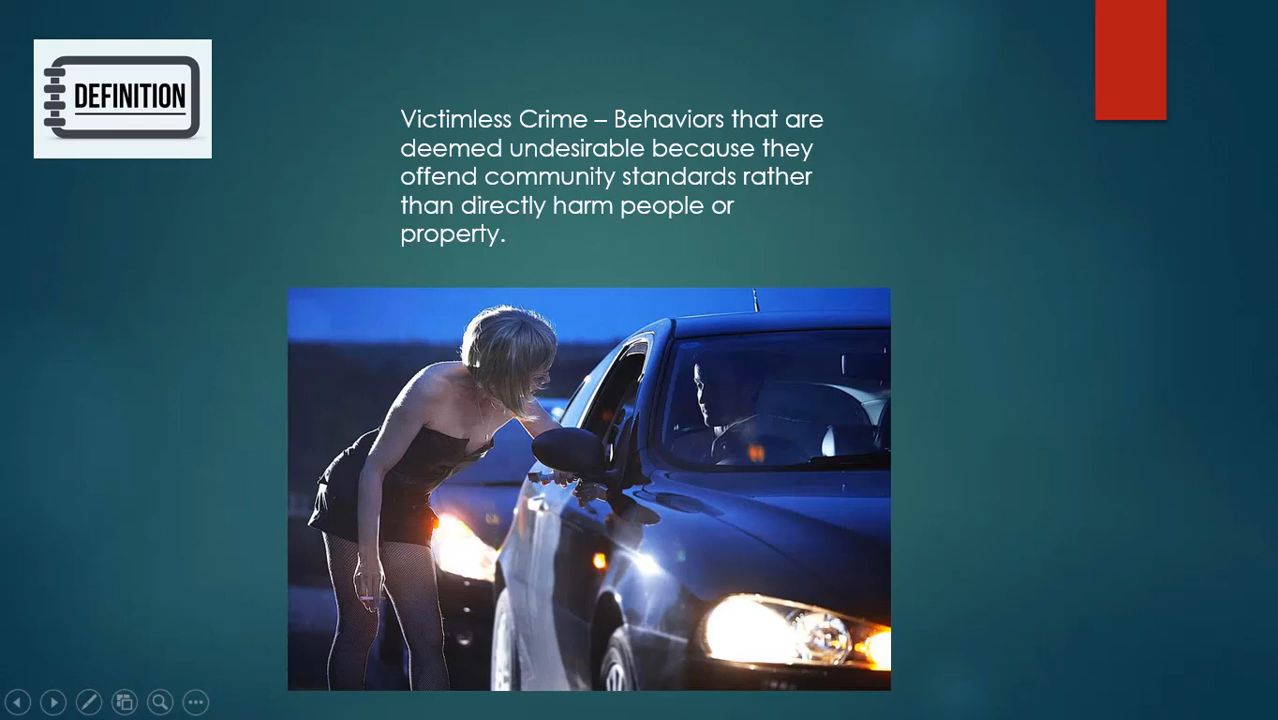 DEFINITION
Victimless Crime – Behaviors that are
deemed undesirable because they
offend community standards rather
than directly harm people or
property.